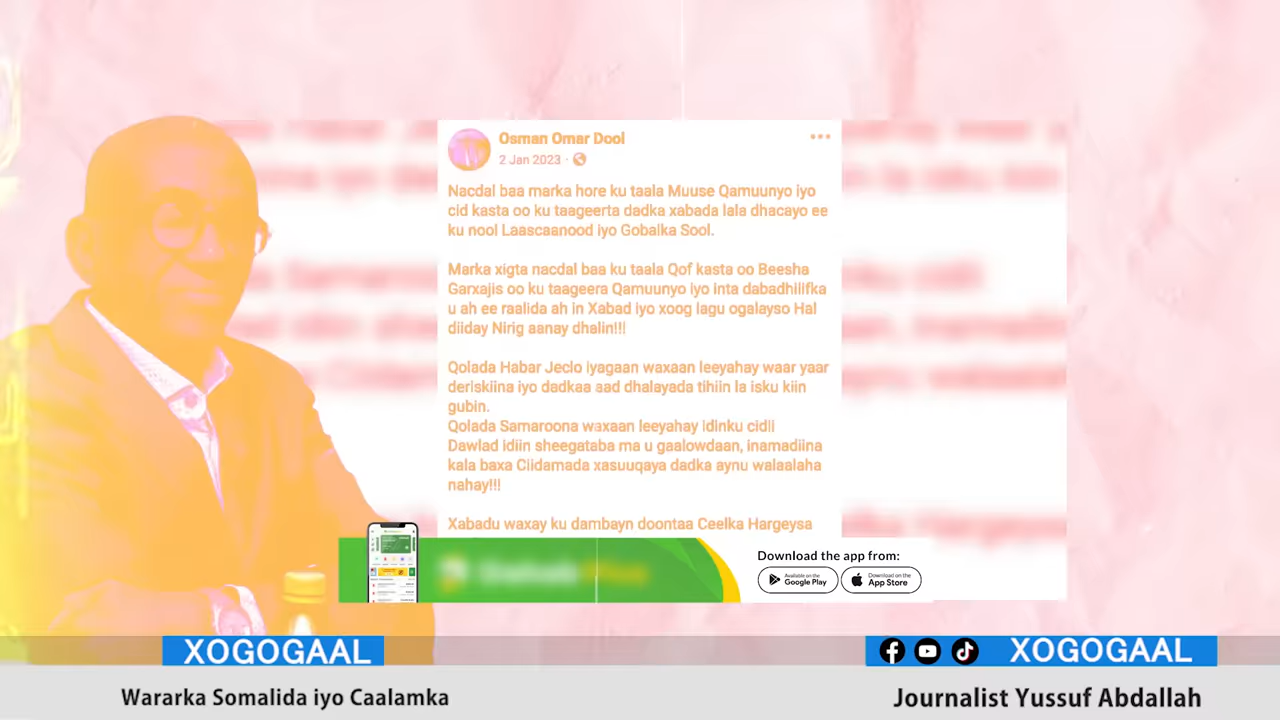 Osman Omar Dool
2 Jan 2023
Nacdal baa marka hore ku taala Muuse Qamuunyo iyo
cid kasta oo ku taageerta dadka xabada lala dhacayo ee
ku nool Laascaanood iyo Gobalka Sool.
Marka xigta nacdal baa ku taala Qof kasta oo Beesha
Garxajis oo ku taageera Qamuunyo iyo inta dabadhilifka
u ah ee raalida ah in Xabad iyo xoog lagu ogalayso Hal
diiday Nirig aanay dhalin!!!
Qolada Habar Jeclo iyagaan waxaan leeyahay waar yaar
deriskiina iyo dadkaa aad dhalayada tihiin la isku kiin
gubin.
Qolada Samaroona waxaan leeyahay idinku cidii
Dawlad idiin sheegataba ma u gaalowdaan, inamadiina
kala baxa Ciidamada xasuuqaya dadka aynu walaalaha
nahay!!!
Xabadu waxay ku dambayn doontaa Ceelka Hargeysa
Download the app from:
Available on the
Google Play
Download on the
App Store
XOGOGAAL
XOGOGAAL
Wararka Somalida iyo Caalamka
Journalist Yussuf Abdallah